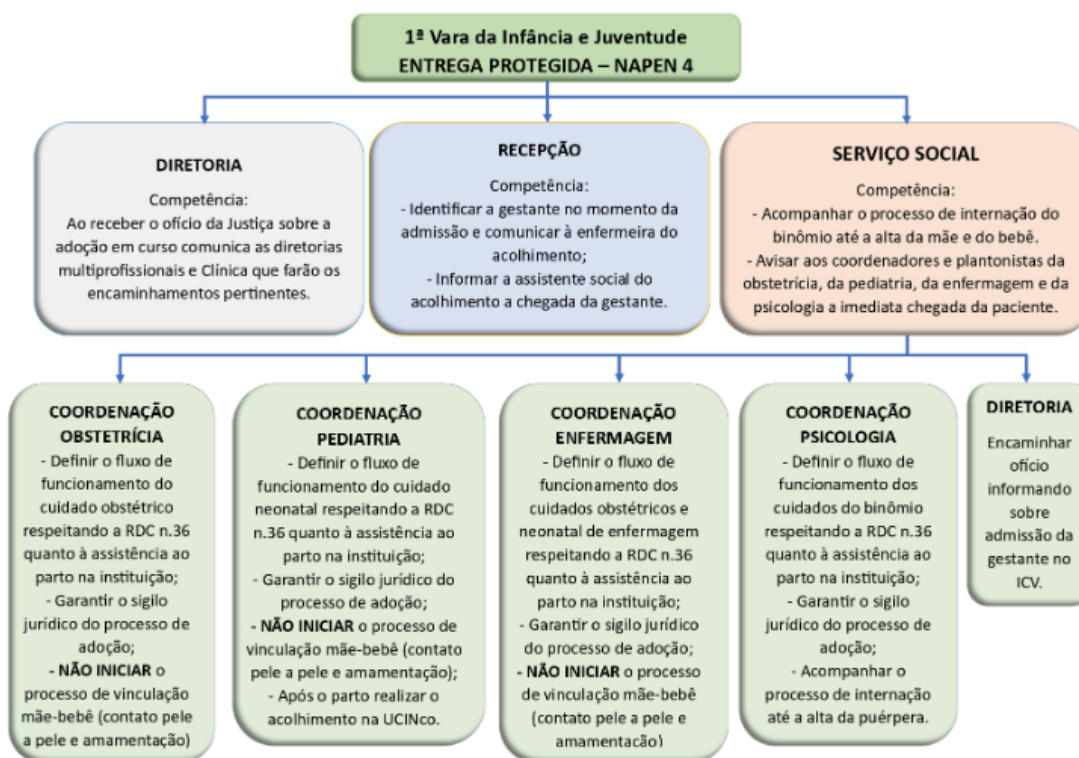 1ª Vara da Infância e Juventude
ENTREGA PROTEGIDA – NAPEN 4
DIRETORIA
Competência:
Ao receber o ofício da Justiça sobre a
adoção em curso comunica as diretorias
multiprofissionais e Clínica que farão os
encaminhamentos pertinentes.
RECEPÇÃO
Competência:
- Identificar a gestante no momento da
admissão e comunicar à enfermeira do
acolhimento;
- Informar a assistente social do
acolhimento a chegada da gestante.
SERVIÇO SOCIAL
Competência:
- Acompanhar o processo de internação do
binômio até a alta da mãe e do bebê.
- Avisar aos coordenadores e plantonistas da
obstetrícia, da pediatria, da enfermagem e da
psicologia a imediata chegada da paciente.
COORDENAÇÃO
OBSTETRÍCIA
- Definir o fluxo de
funcionamento do
cuidado obstétrico
respeitando a RDC n.36
quanto à assistência ao
parto na instituição;
- Garantir o sigilo
jurídico do processo de
adoção;
- NÃO INICIAR o
processo de vinculação
mãe-bebê (contato pele
a pele e amamentação)
COORDENAÇÃO
PEDIATRIA
- Definir o fluxo de
funcionamento do cuidado
neonatal respeitando a RDC
n.36 quanto à assistência ao
parto na instituição;
- Garantir o sigilo jurídico do
processo de adoção;
- NÃO INICIAR o processo de
vinculação mãe-bebê (contato
pele a pele e amamentação);
- Após o parto realizar o
acolhimento na UCINco.
COORDENAÇÃO
ENFERMAGEM
- Definir o fluxo de
funcionamento dos
cuidados obstétricos e
neonatal de enfermagem
respeitando a RDC n.36
quanto à assistência ao
parto na instituição;
- Garantir o sigilo jurídico
do processo de adoção;
- NÃO INICIAR o processo
de vinculação mãe-bebê
(contato pele a pele e
amamentação)
COORDENAÇÃO
PSICOLOGIA
- Definir o fluxo de
funcionamento dos
cuidados do binômio
respeitando a RDC n.36
quanto à assistência ao
parto na instituição;
- Garantir o sigilo
jurídico do processo de
adoção;
- Acompanhar o
processo de internação
até a alta da puérpera.
DIRETORIA
Encaminhar
ofício
informando
sobre
admissão da
gestante no
ICV.